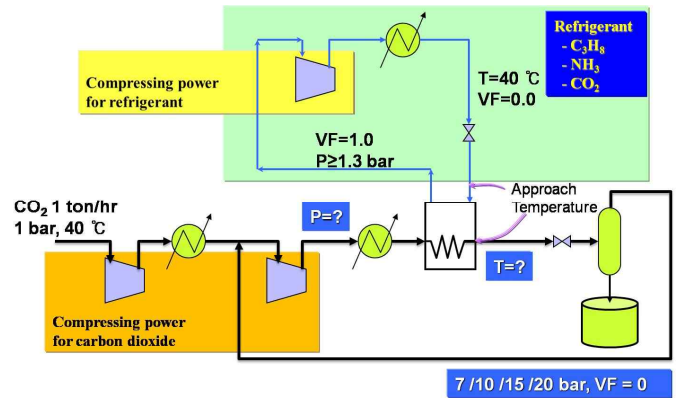 Refrigerant
- C₃H₈
- NH₃
- CO₂
Compressing power
for refrigerant
T=40 ℃
VF=0.0
VF=1.0
P≥1.3 bar
Approach
Temperature
CO₂ 1 ton/hr
1 bar, 40 ℃
P=?
T=?
Compressing power
for carbon dioxide
7 /10 /15 /20 bar, VF = 0